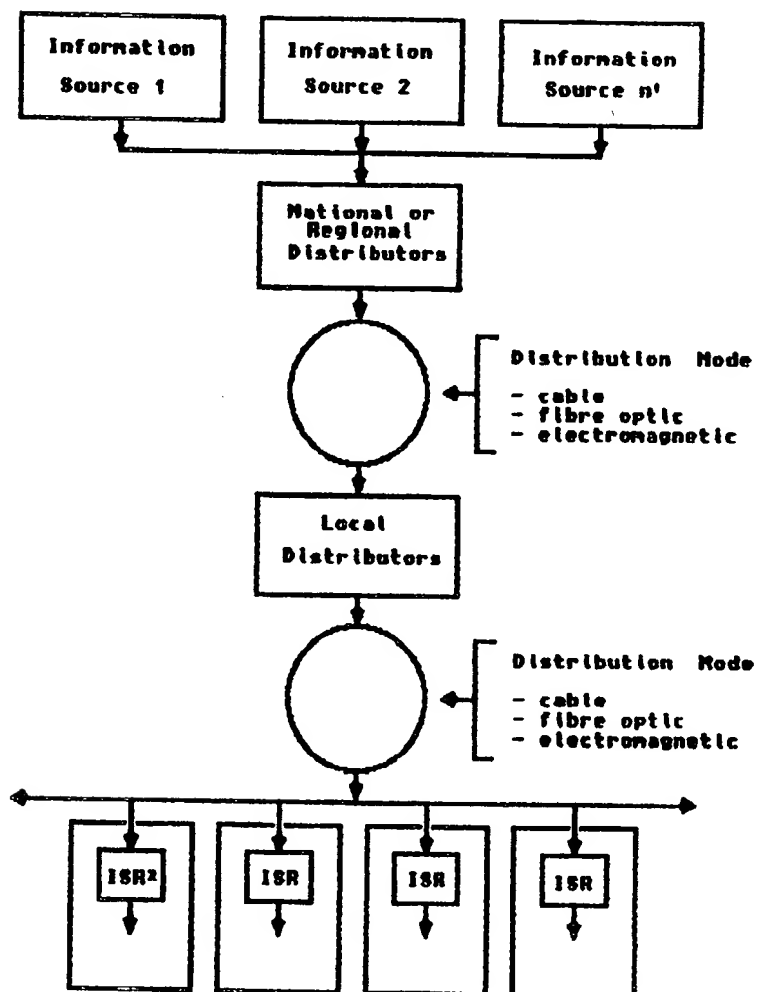 Information
Source 1
Information
Source 2
Information
Source n¹
National or
Regional
Distributors
Distribution Mode
- cable
- fibre optic
- electromagnetic
Local
Distributors
Distribution Mode
- cable
- fibre optic
- electromagnetic
ISR²
ISR
ISR
ISR